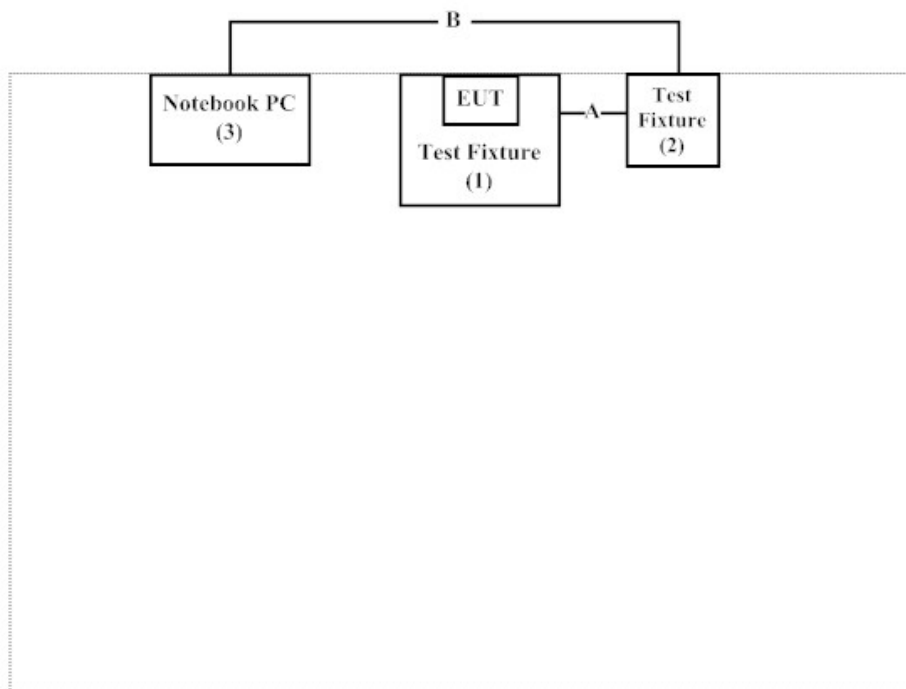 B
Notebook PC
(3)
EUT
Test Fixture
(1)
A
Test
Fixture
(2)